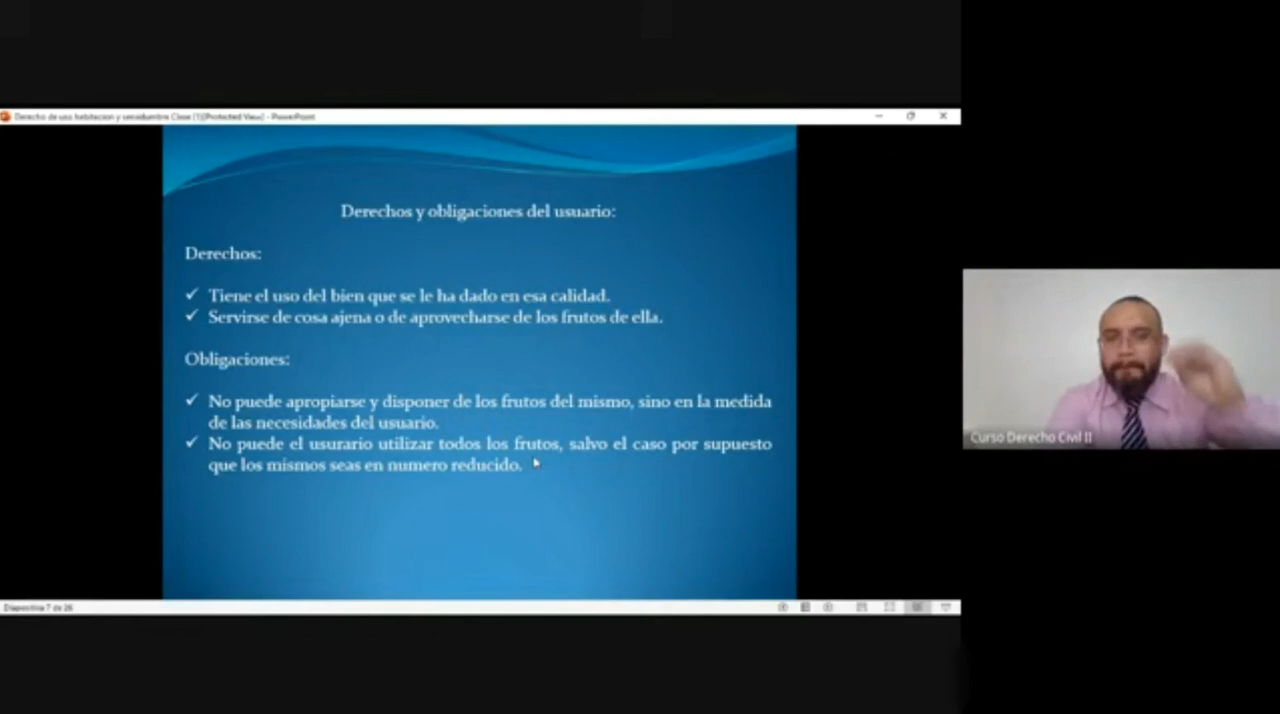 Derecho de uso habitacion y servidumbre Clase (1) [Protected View] - PowerPoint
Derechos y obligaciones del usuario:
Derechos:
✓ Tiene el uso del bien que se le ha dado en esa calidad.
✓ Servirse de cosa ajena o de aprovecharse de los frutos de ella.
Obligaciones:
✓ No puede apropiarse y disponer de los frutos del mismo, sino en la medida
de las necesidades del usuario.
✓ No puede el usurario utilizar todos los frutos, salvo el caso por supuesto
que los mismos seas en numero reducido.
Curso Derecho Civil II
Diapositiva 7 de 26